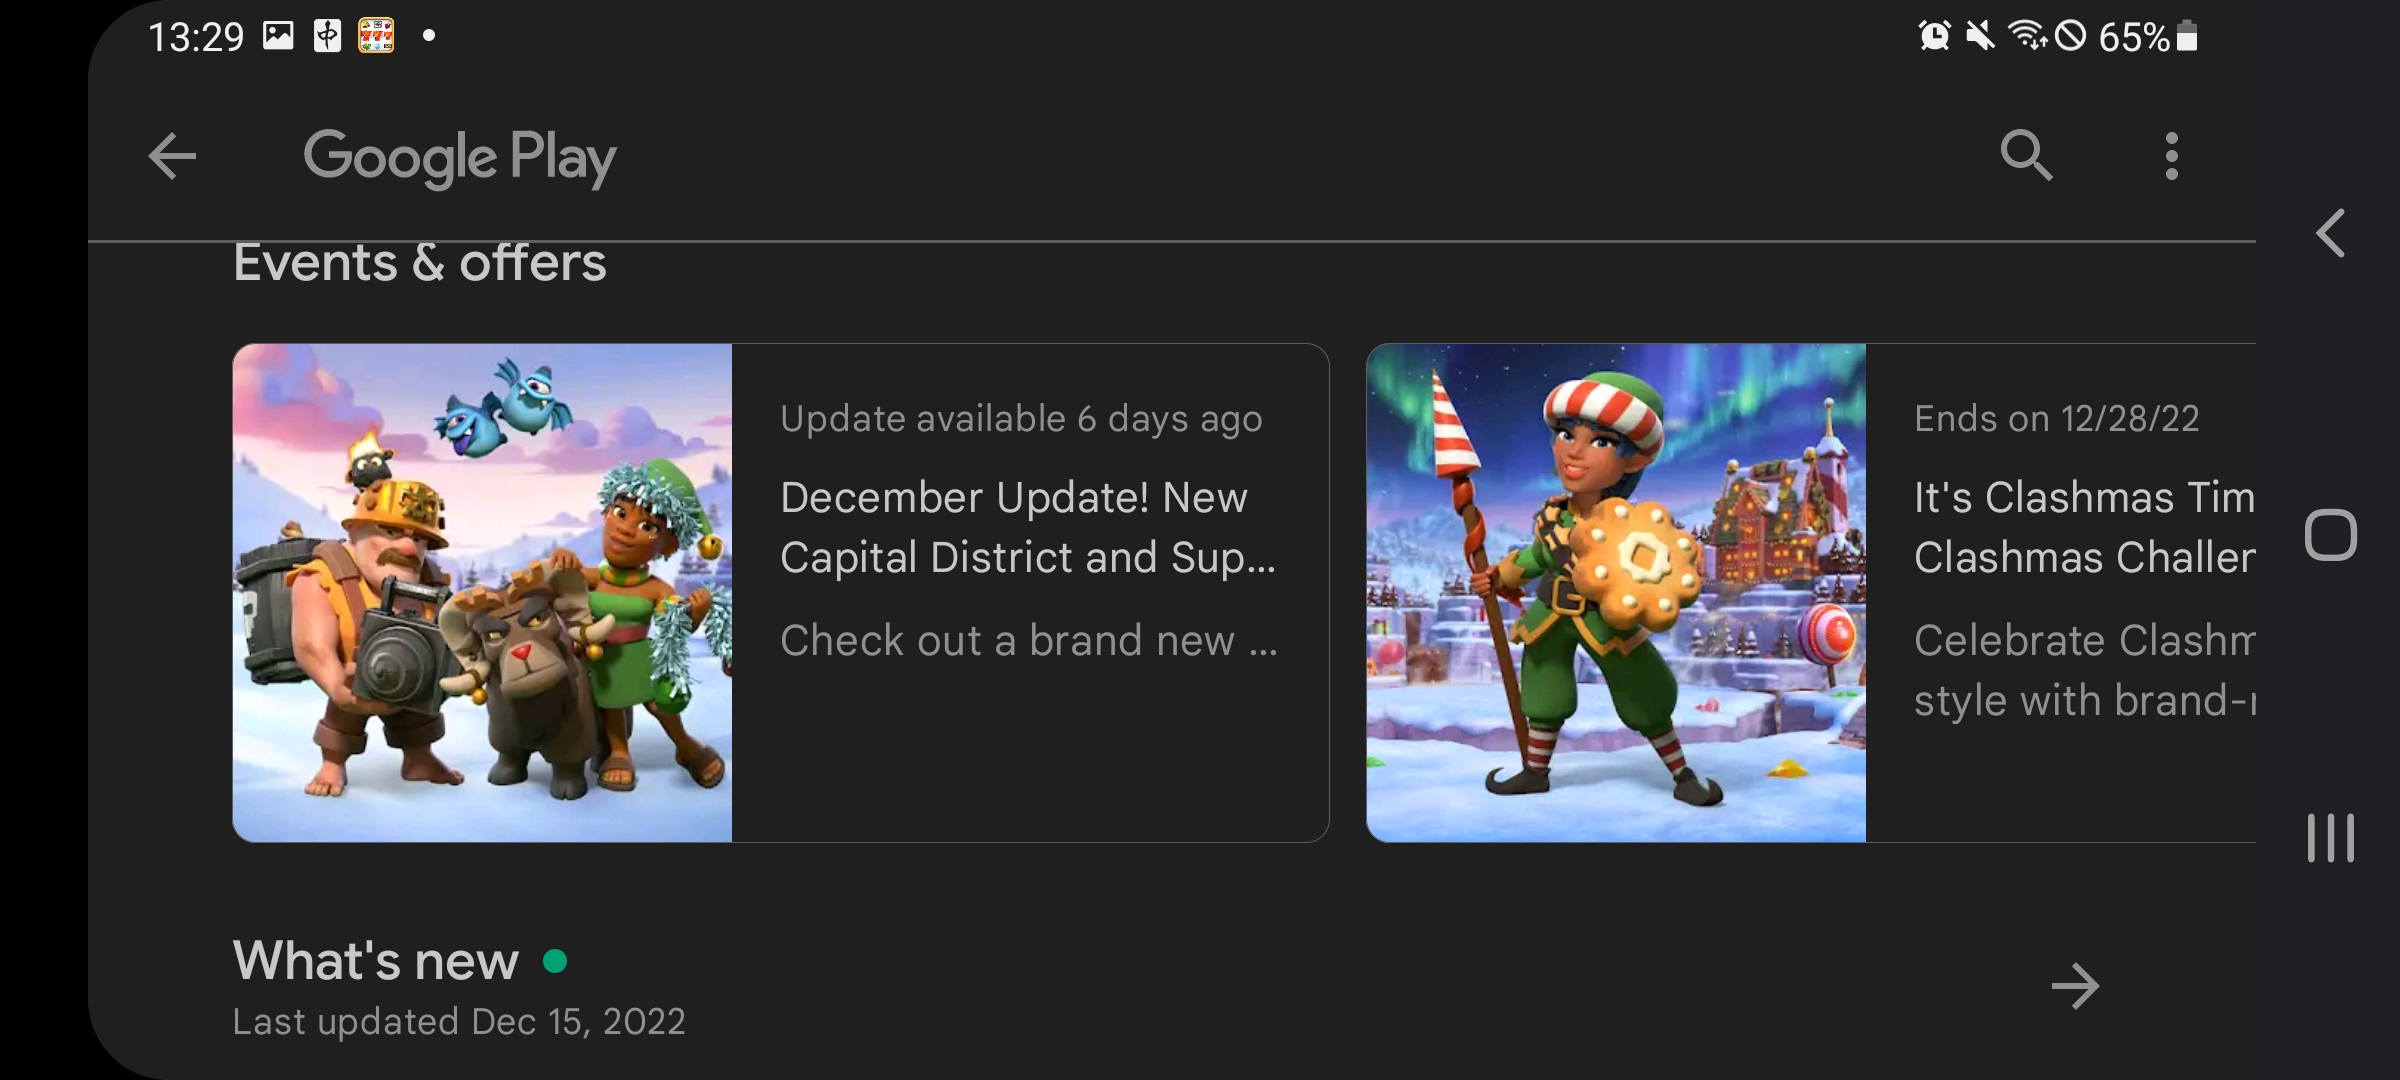 13:29
65%
Google Play
Events & offers
Update available 6 days ago
December Update! New
Capital District and Sup...
Check out a brand new ...
Ends on 12/28/22
It's Clashmas Tim
Clashmas Challen
Celebrate Clashm
style with brand-n
What's new
Last updated Dec 15, 2022